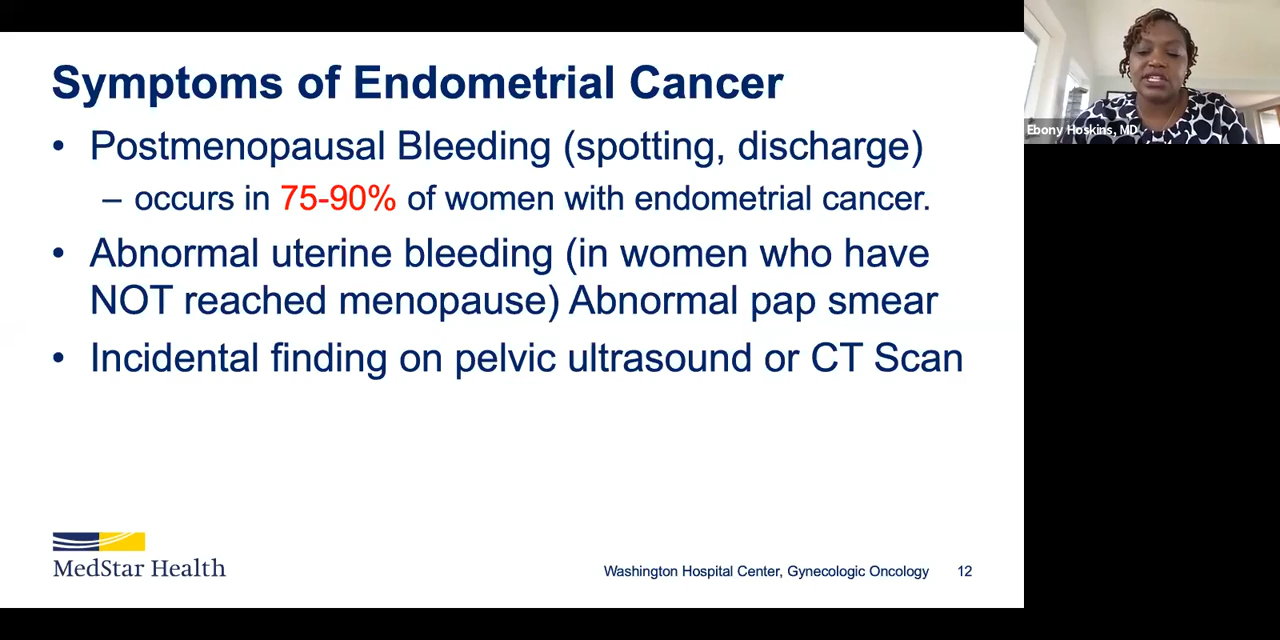 Symptoms of Endometrial Cancer
• Postmenopausal Bleeding (spotting, discharge)
– occurs in 75-90% of women with endometrial cancer.
• Abnormal uterine bleeding (in women who have
NOT reached menopause) Abnormal pap smear
• Incidental finding on pelvic ultrasound or CT Scan
MedStar Health
Washington Hospital Center, Gynecologic Oncology 12
Ebony Hoskins, MD